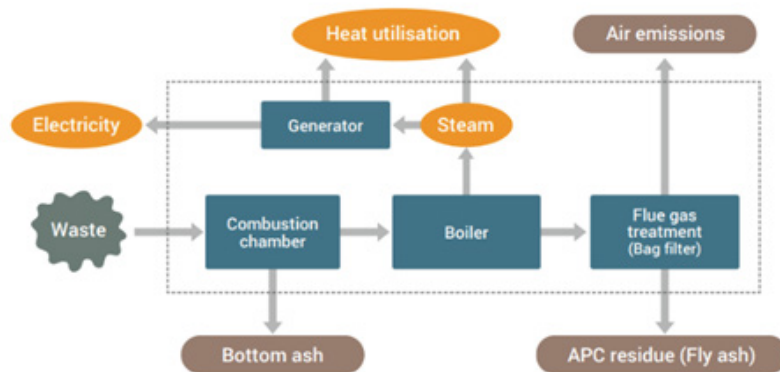 Heat utilisation
Air emissions
Electricity
Generator
Steam
Waste
Combustion
chamber
Boiler
Flue gas
treatment
(Bag filter)
Bottom ash
APC residue (Fly ash)